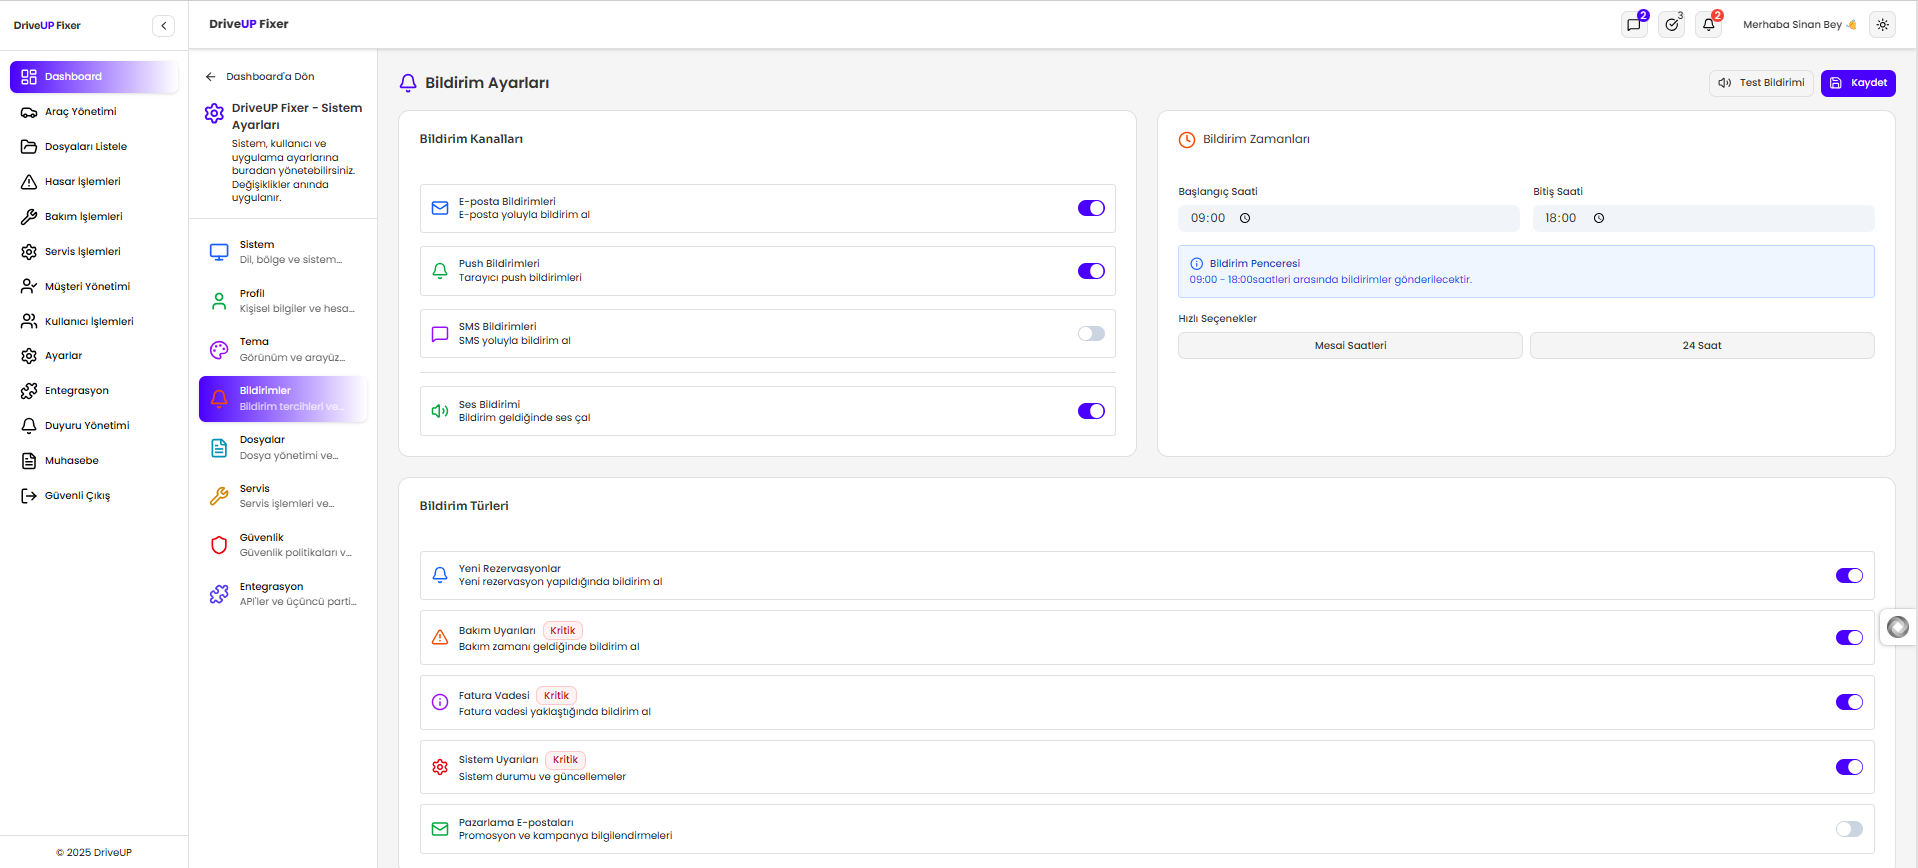 DriveUP Fixer
Dashboard
Araç Yönetimi
Dosyaları Listele
Hasar İşlemleri
Bakım İşlemleri
Servis İşlemleri
Müşteri Yönetimi
Kullanıcı İşlemleri
Ayarlar
Entegrasyon
Duyuru Yönetimi
Muhasebe
Güvenli Çıkış
© 2025 DriveUP
DriveUP Fixer
2
3
2
Merhaba Sinan Bey
Dashboard'a Dön
DriveUP Fixer - Sistem
Ayarları
Sistem, kullanıcı ve
uygulama ayarlarına
buradan yönetebilirsiniz.
Değişiklikler anında
uygulanır.
Sistem
Dil, bölge ve sistem...
Profil
Kişisel bilgiler ve hesa...
Tema
Görünüm ve arayüz...
Bildirimler
Bildirim tercihleri ve...
Dosyalar
Dosya yönetimi ve...
Servis
Servis işlemleri ve...
Güvenlik
Güvenlik politikaları v...
Entegrasyon
API'ler ve üçüncü parti...
Bildirim Ayarları
Test Bildirimi
Kaydet
Bildirim Kanalları
E-posta Bildirimleri
E-posta yoluyla bildirim al
Push Bildirimleri
Tarayıcı push bildirimleri
SMS Bildirimleri
SMS yoluyla bildirim al
Ses Bildirimi
Bildirim geldiğinde ses çal
Bildirim Zamanları
Başlangıç Saati
Bitiş Saati
09:00
18:00
Bildirim Penceresi
09:00 - 18:00saatleri arasında bildirimler gönderilecektir.
Hızlı Seçenekler
Mesai Saatleri
24 Saat
Bildirim Türleri
Yeni Rezervasyonlar
Yeni rezervasyon yapıldığında bildirim al
Bakım Uyarıları Kritik
Bakım zamanı geldiğinde bildirim al
Fatura Vadesi Kritik
Fatura vadesi yaklaştığında bildirim al
Sistem Uyarıları Kritik
Sistem durumu ve güncellemeler
Pazarlama E-postaları
Promosyon ve kampanya bilgilendirmeleri